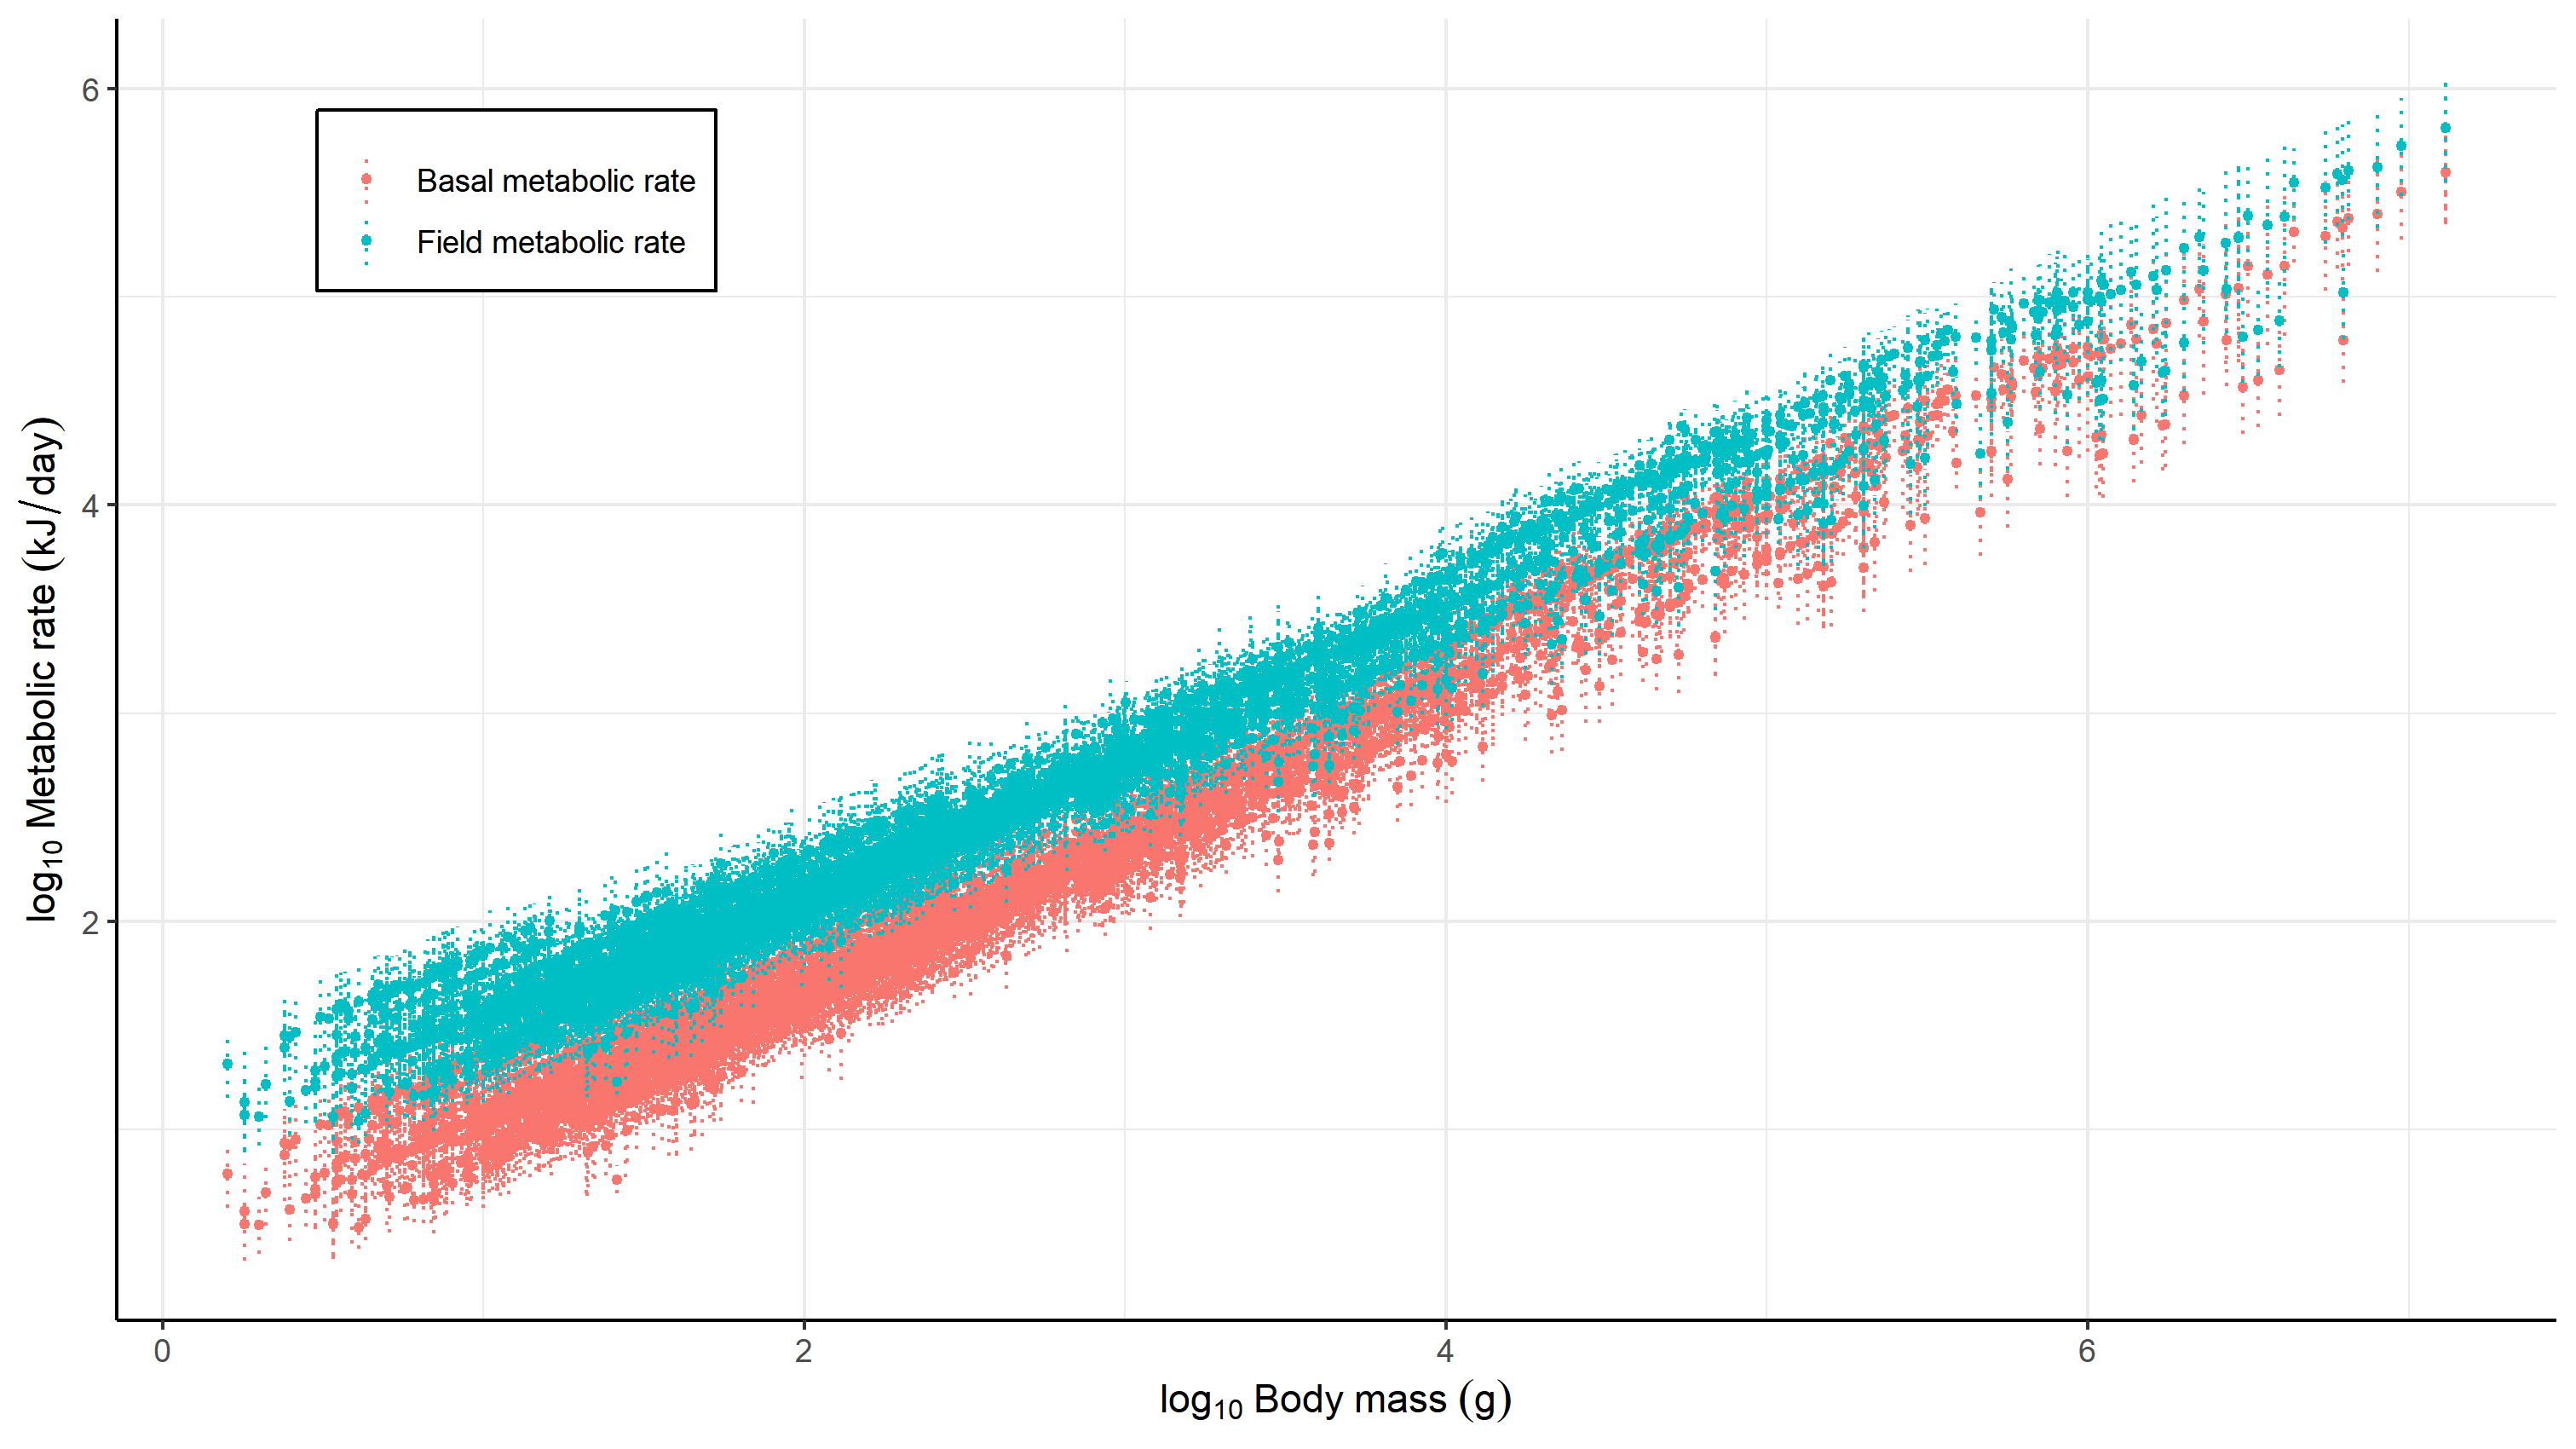 6
Basal metabolic rate
Field metabolic rate
4
2
log10 Metabolic rate (kJ/day)
0 2 4 6
log10 Body mass (g)